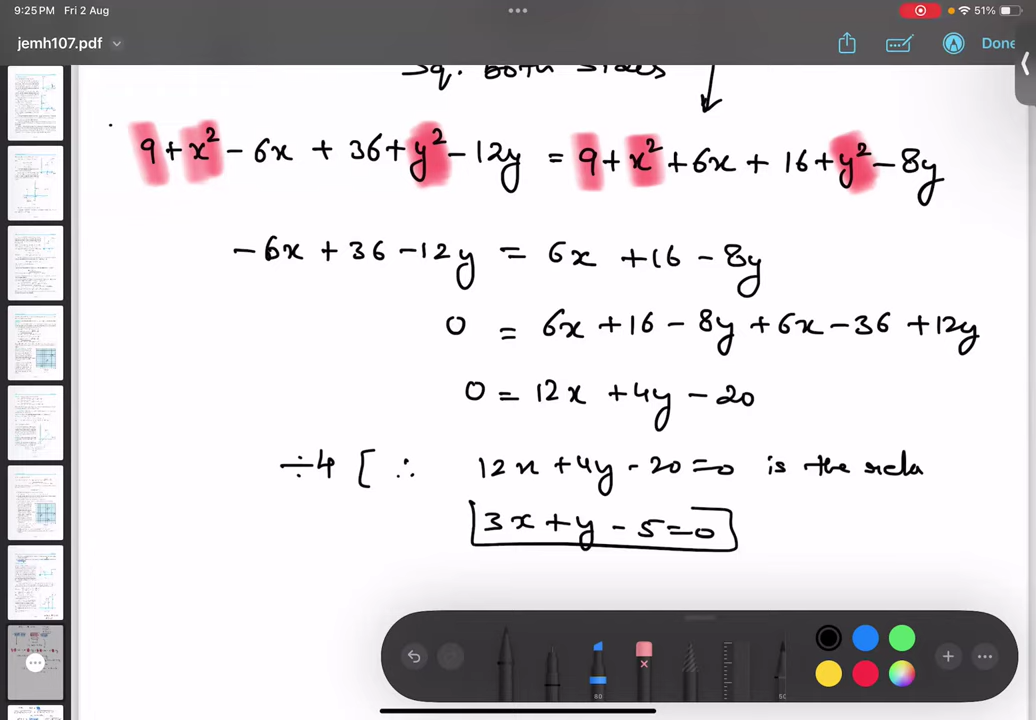 9:25 PM Fri 2 Aug
51%
jemh107.pdf
Done
Sq. both sides
9 + x² - 6x + 36 + y² - 12y = 9 + x² + 6x + 16 + y² - 8y
- 6x + 36 - 12y = 6x + 16 - 8y
0 = 6x + 16 - 8y + 6x - 36 + 12y
0 = 12x + 4y - 20
÷4 [ ∴ 12x + 4y - 20 = 0 is the rela
3x + y - 5 = 0
80
50